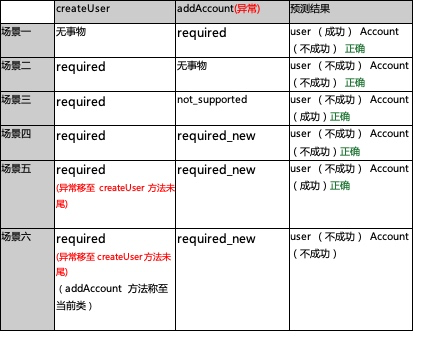 createUser addAccount(异常) 预测结果
场景一 无事物 required user （成功） Account
（不成功） 正确
场景二 required 无事物 user （不成功） Account
（不成功） 正确
场景三 required not_supported user （不成功） Account
（成功）正确
场景四 required required_new user （不成功） Account
（不成功）正确
场景五 required required_new user （不成功） Account
(异常移至 createUser 方法未 （成功）正确
尾)
场景六 required required_new user （不成功） Account
(异常移至 createUser 方法未 （不成功）
尾)
（addAccount 方法称至
当前类）